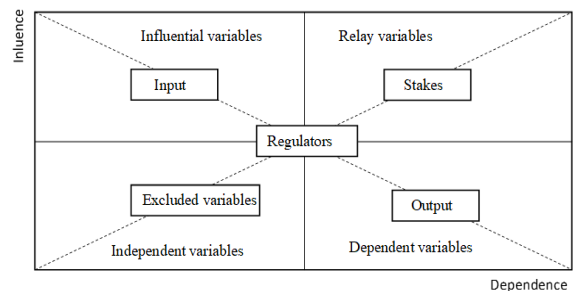 Inluence
Influential variables
Relay variables
Input
Stakes
Regulators
Excluded variables
Output
Independent variables
Dependent variables
Dependence